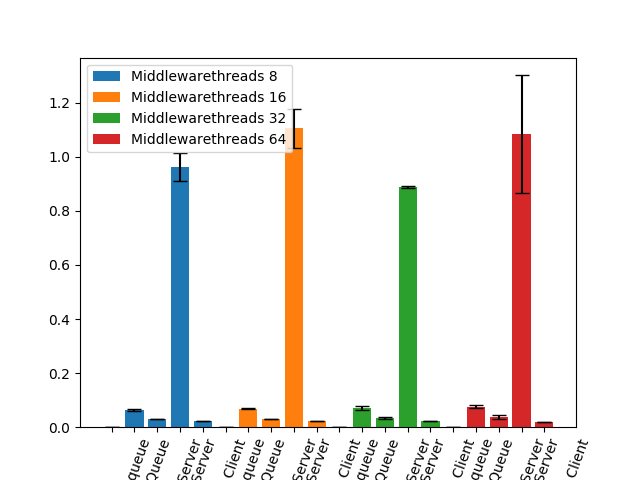 Middlewarethreads 8
Middlewarethreads 16
Middlewarethreads 32
Middlewarethreads 64
1.2
1.0
0.8
0.6
0.4
0.2
0.0
queue
Queue
Server
Server
Client
queue
Queue
Server
Server
Client
queue
Queue
Server
Server
Client
queue
Queue
Server
Server
Client